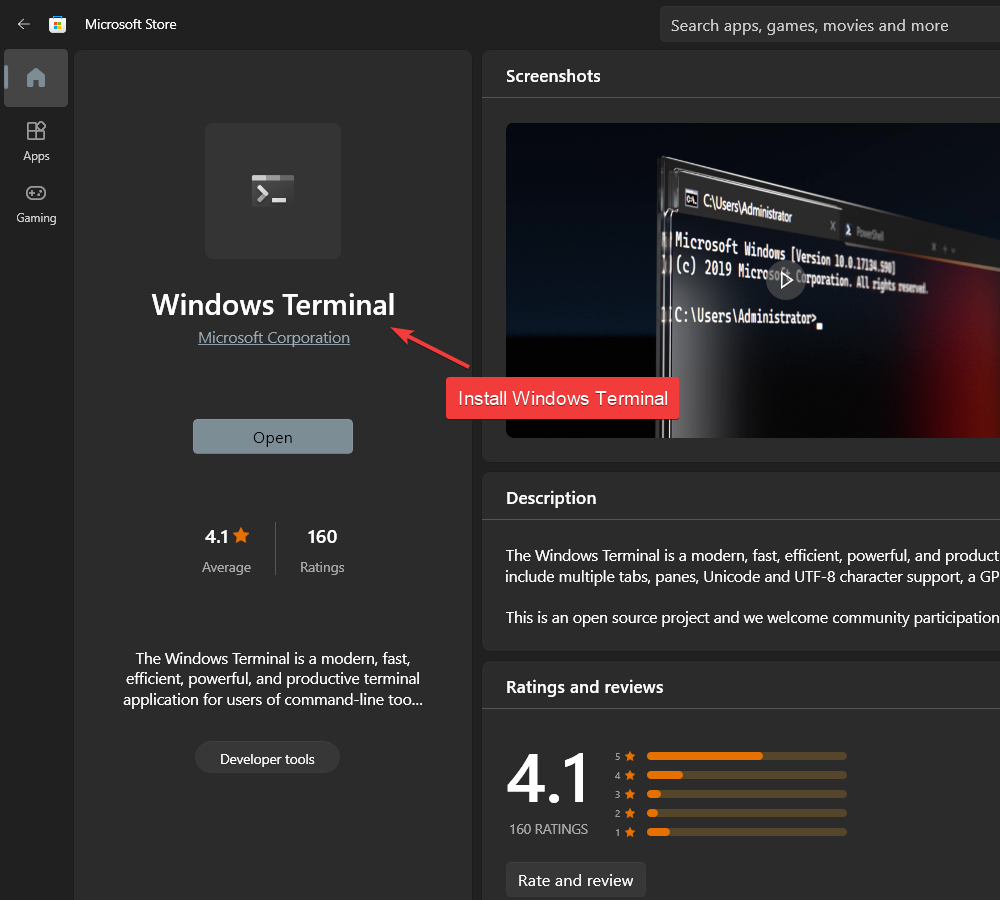 Microsoft Store
Search apps, games, movies and more
Apps
Gaming
Windows Terminal
Microsoft Corporation
Install Windows Terminal
Open
4.1
160
Average
Ratings
The Windows Terminal is a modern, fast,
efficient, powerful, and productive terminal
application for users of command-line too...
Developer tools
Screenshots
C:\Users\Administrator
PowerShell
Microsoft Windows [Version 10.0.17134.590]
(c) 2019 Microsoft Corporation. All rights reserved.
C:\Users\Administrator>
Description
The Windows Terminal is a modern, fast, efficient, powerful, and product
include multiple tabs, panes, Unicode and UTF-8 character support, a GP
This is an open source project and we welcome community participation
Ratings and reviews
4.1
160 RATINGS
5
4
3
2
1
Rate and review